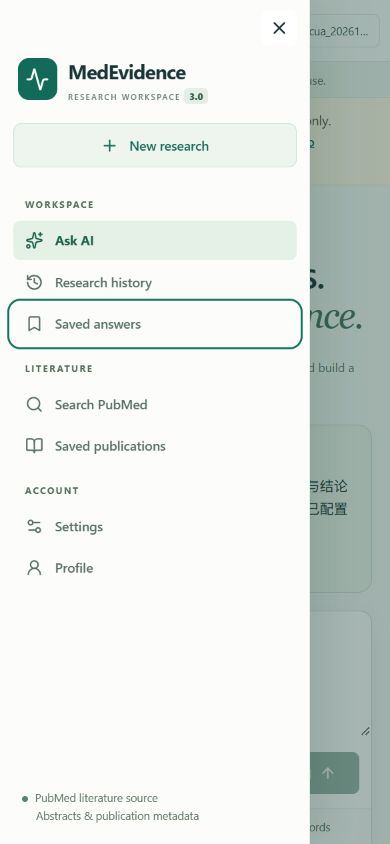 cua_20261...
MedEvidence
RESEARCH WORKSPACE 3.0
use.
only.
New research
WORKSPACE
Ask AI
s.
Research history
nce.
Saved answers
LITERATURE
d build a
Search PubMed
Saved publications
ACCOUNT
与结论
已配置
Settings
Profile
PubMed literature source
Abstracts & publication metadata
ords